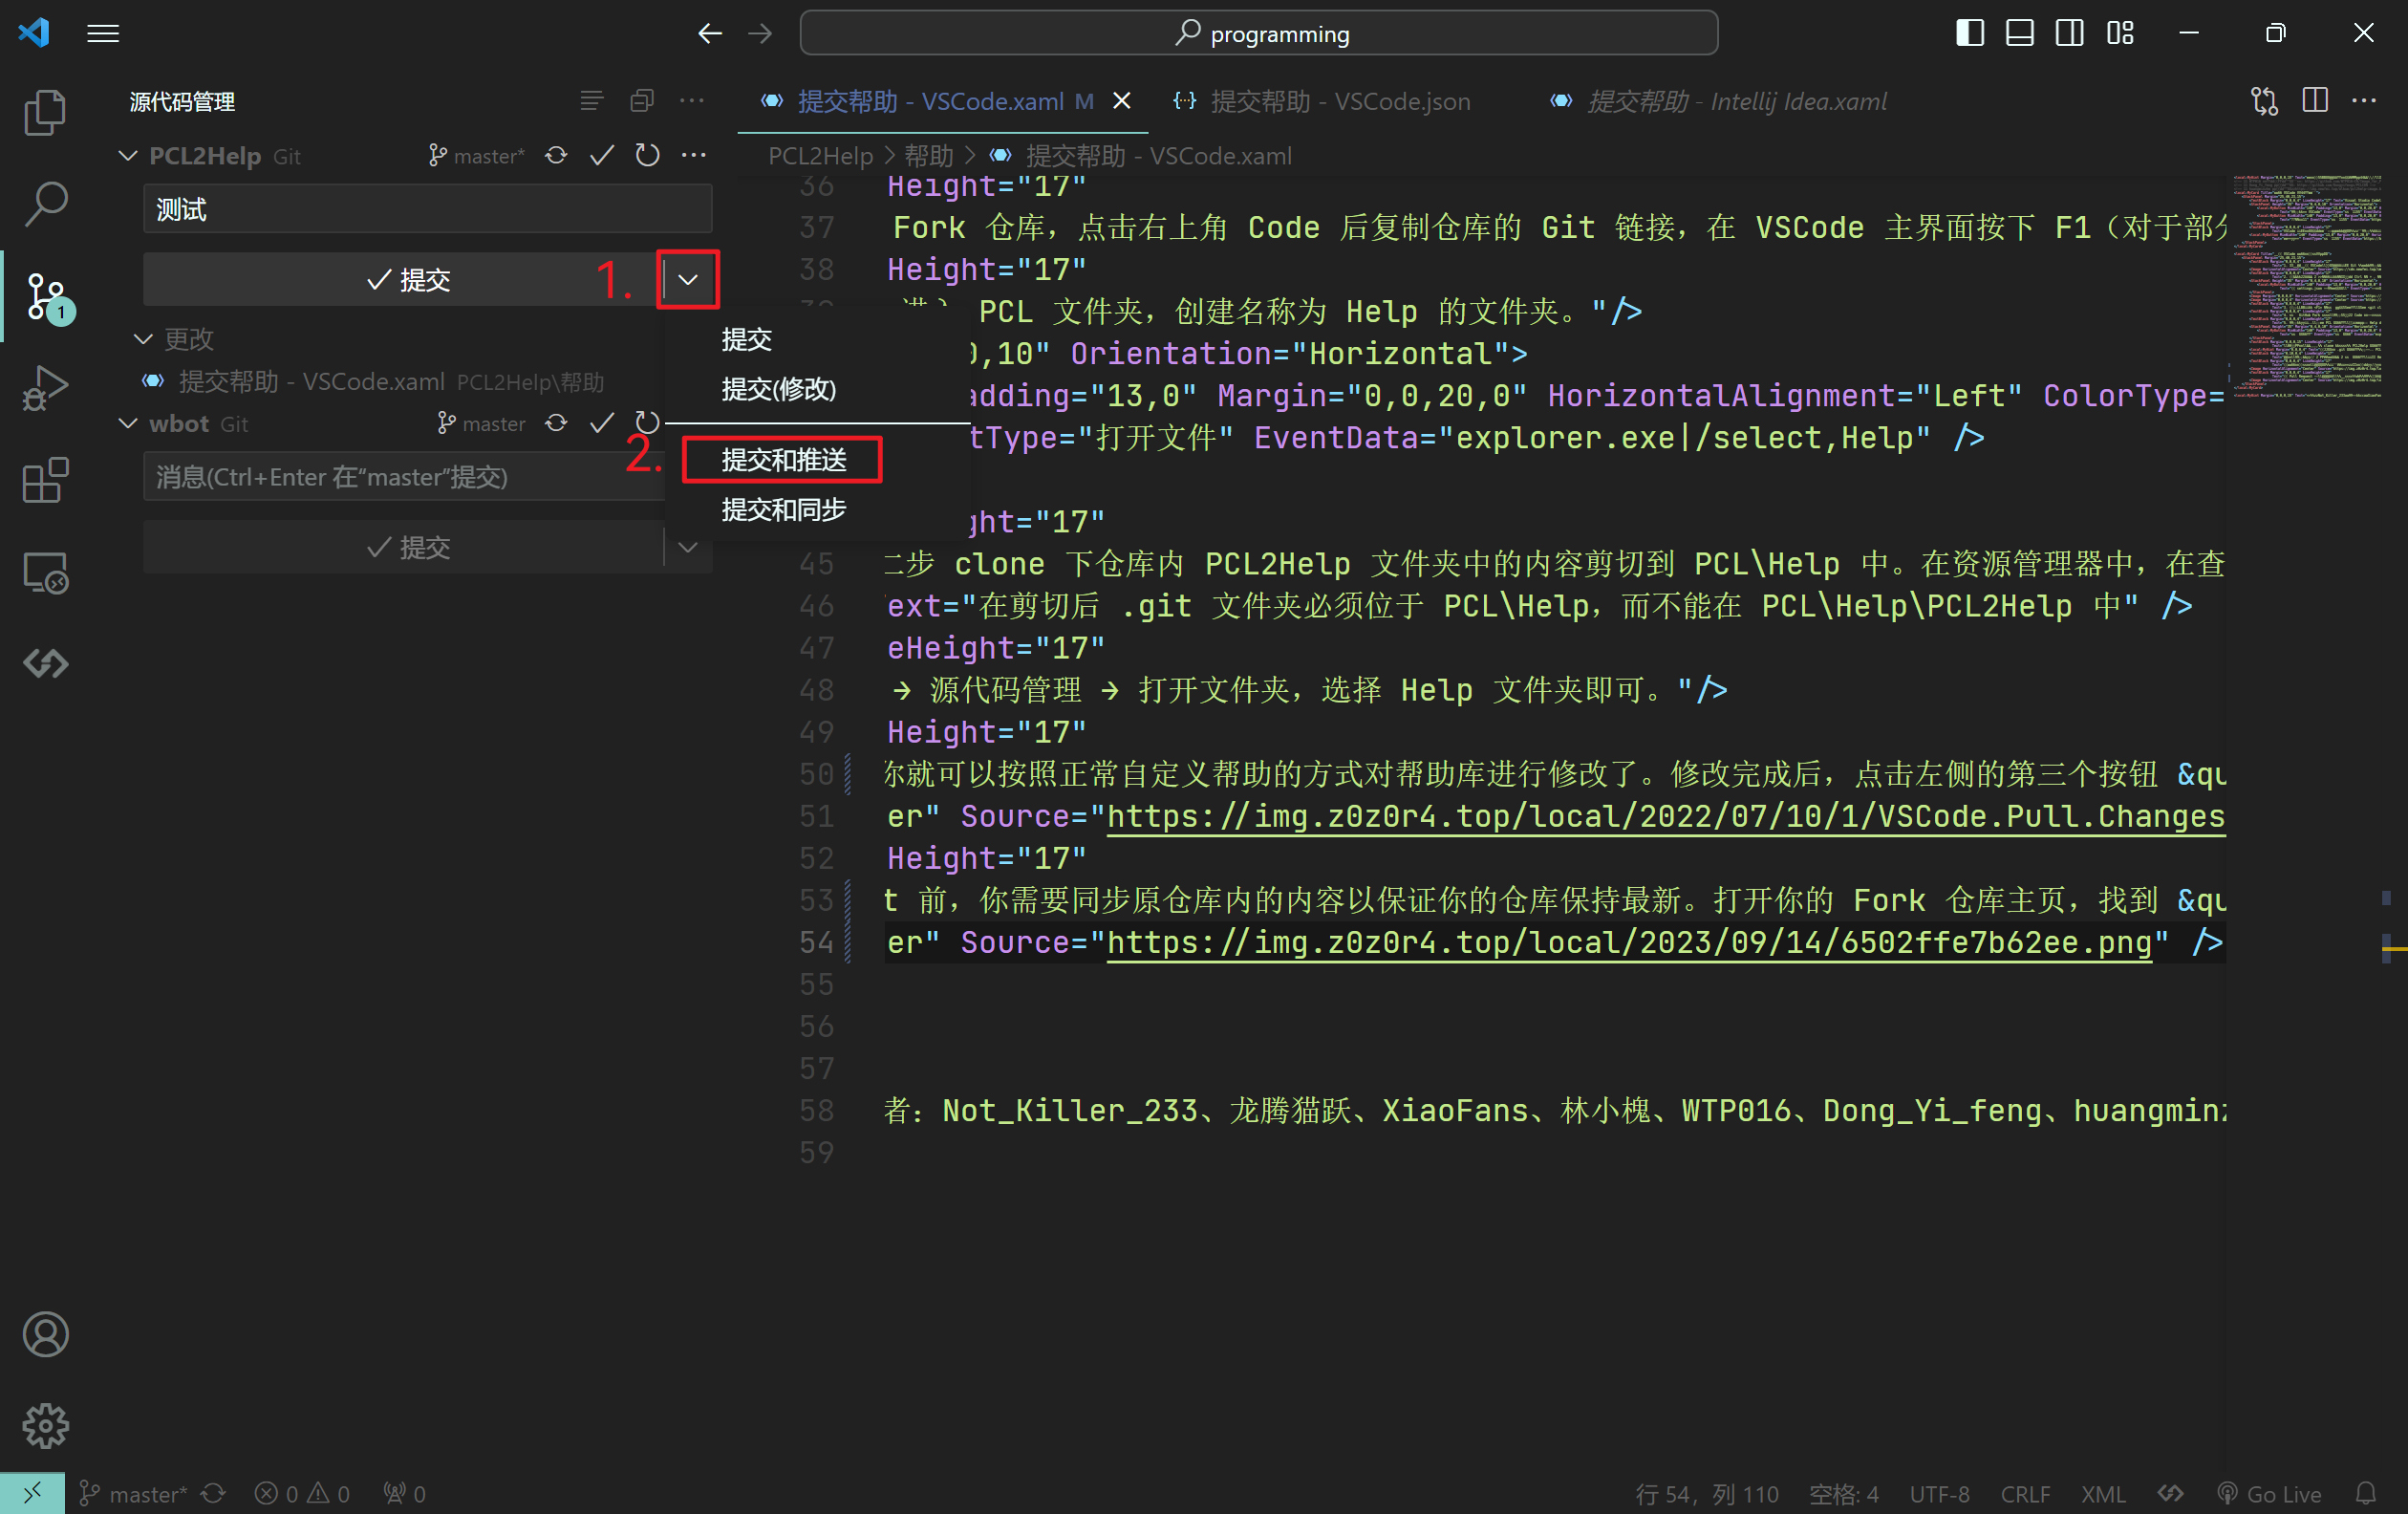 programming
源代码管理
PCL2Help Git master*
测试
提交
1.
更改
提交帮助 - VSCode.xaml PCL2Help\帮助
wbot Git master
消息(Ctrl+Enter 在“master”提交)
提交
提交
提交(修改)
2.
提交和推送
提交和同步
1
提交帮助 - VSCode.xaml M
提交帮助 - VSCode.json
提交帮助 - Intellij Idea.xaml
PCL2Help > 帮助 > 提交帮助 - VSCode.xaml
36 Height="17"
37 Fork 仓库，点击右上角 Code 后复制仓库的 Git 链接，在 VSCode 主界面按下 F1（对于部分
38 Height="17"
PCL 文件夹，创建名称为 Help 的文件夹。"/>
0,10" Orientation="Horizontal">
adding="13,0" Margin="0,0,20,0" HorizontalAlignment="Left" ColorType=
tType="打开文件" EventData="explorer.exe|/select,Help" />
ght="17"
45 步 clone 下仓库内 PCL2Help 文件夹中的内容剪切到 PCL\Help 中。在资源管理器中，在查
46 ext="在剪切后 .git 文件夹必须位于 PCL\Help，而不能在 PCL\Help\PCL2Help 中" />
47 eHeight="17"
48 → 源代码管理 → 打开文件夹，选择 Help 文件夹即可。"/>
49 Height="17"
50 你就可以按照正常自定义帮助的方式对帮助库进行修改了。修改完成后，点击左侧的第三个按钮 &qu
51 er" Source="https://img.z0z0r4.top/local/2022/07/10/1/VSCode.Pull.Changes
52 Height="17"
53 t 前，你需要同步原仓库内的内容以保证你的仓库保持最新。打开你的 Fork 仓库主页，找到 &qu
54 er" Source="https://img.z0z0r4.top/local/2023/09/14/6502ffe7b62ee.png" />
55
56
57
58 者：Not_Killer_233、龙腾猫跃、XiaoFans、林小槐、WTP016、Dong_Yi_feng、huangmin
59
master* 0 0 0
行 54，列 110 空格: 4 UTF-8 CRLF XML Go Live